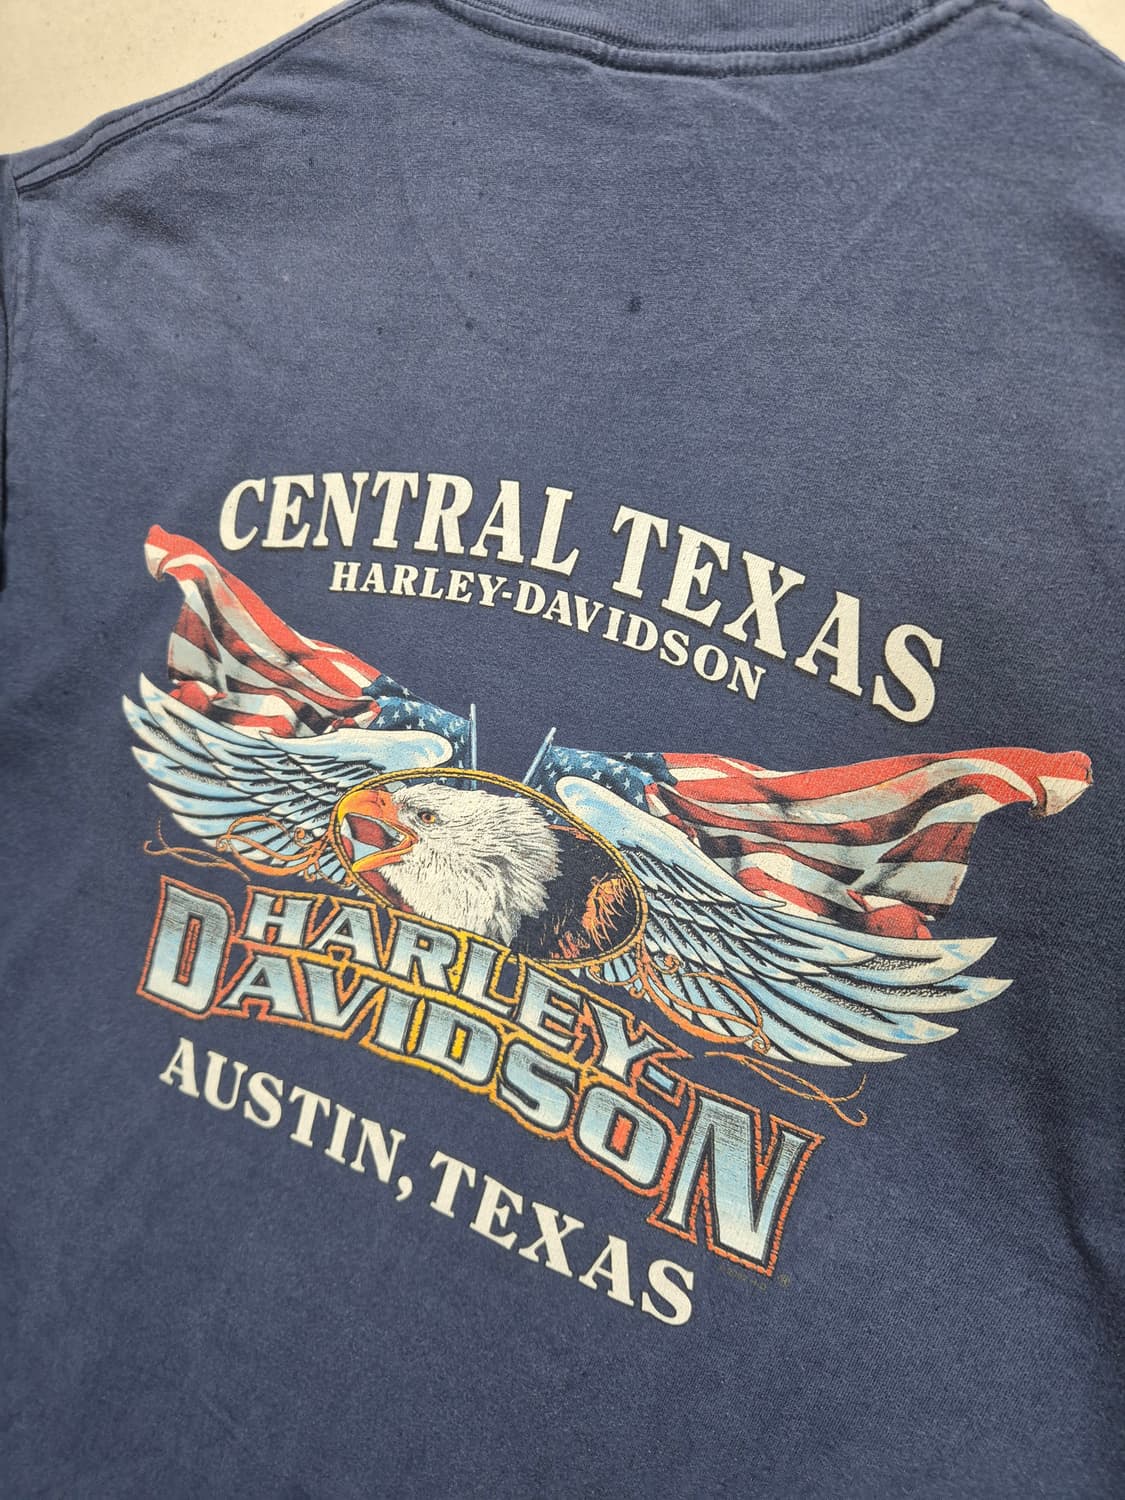 CENTRAL TEXAS
HARLEY-DAVIDSON
HARLEY-
DAVIDSON
AUSTIN, TEXAS